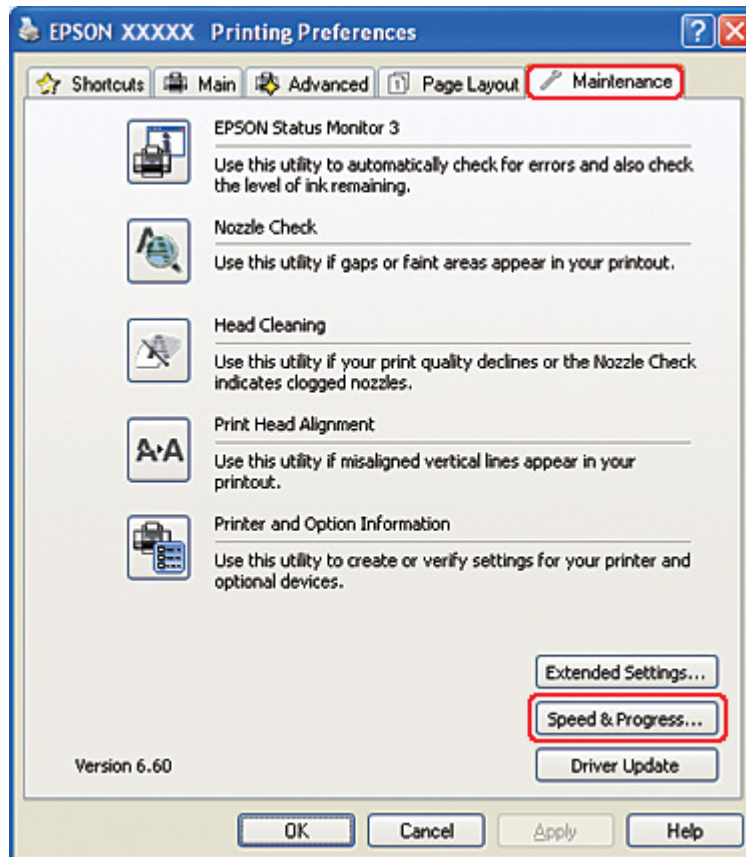 EPSON XXXXX Printing Preferences
Shortcuts Main Advanced Page Layout Maintenance
EPSON Status Monitor 3
Use this utility to automatically check for errors and also check
the level of ink remaining.
Nozzle Check
Use this utility if gaps or faint areas appear in your printout.
Head Cleaning
Use this utility if your print quality declines or the Nozzle Check
indicates clogged nozzles.
Print Head Alignment
Use this utility if misaligned vertical lines appear in your
printout.
Printer and Option Information
Use this utility to create or verify settings for your printer and
optional devices.
Extended Settings...
Speed & Progress...
Version 6.60 Driver Update
OK Cancel Apply Help